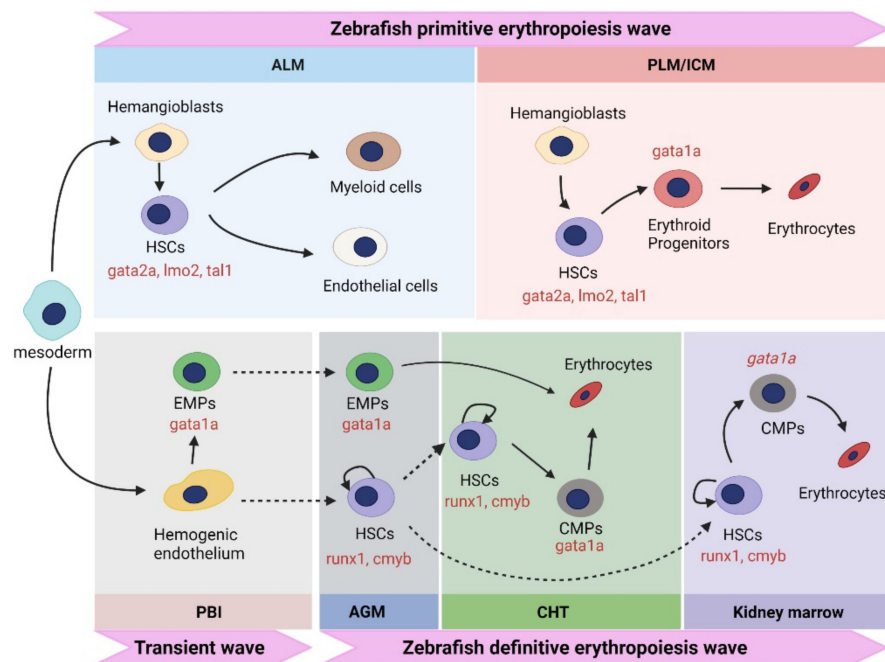 Zebrafish primitive erythropoiesis wave
ALM
PLM/ICM
Hemangioblasts
HSCs
gata2a, lmo2, tal1
Myeloid cells
Endothelial cells
Hemangioblasts
HSCs
gata2a, lmo2, tal1
gata1a
Erythroid
Progenitors
Erythrocytes
mesoderm
EMPs
gata1a
Hemogenic
endothelium
EMPs
gata1a
HSCs
runx1, cmyb
Erythrocytes
HSCs
runx1, cmyb
CMPs
gata1a
gata1a
CMPs
Erythrocytes
HSCs
runx1, cmyb
PBI
AGM
CHT
Kidney marrow
Transient wave
Zebrafish definitive erythropoiesis wave